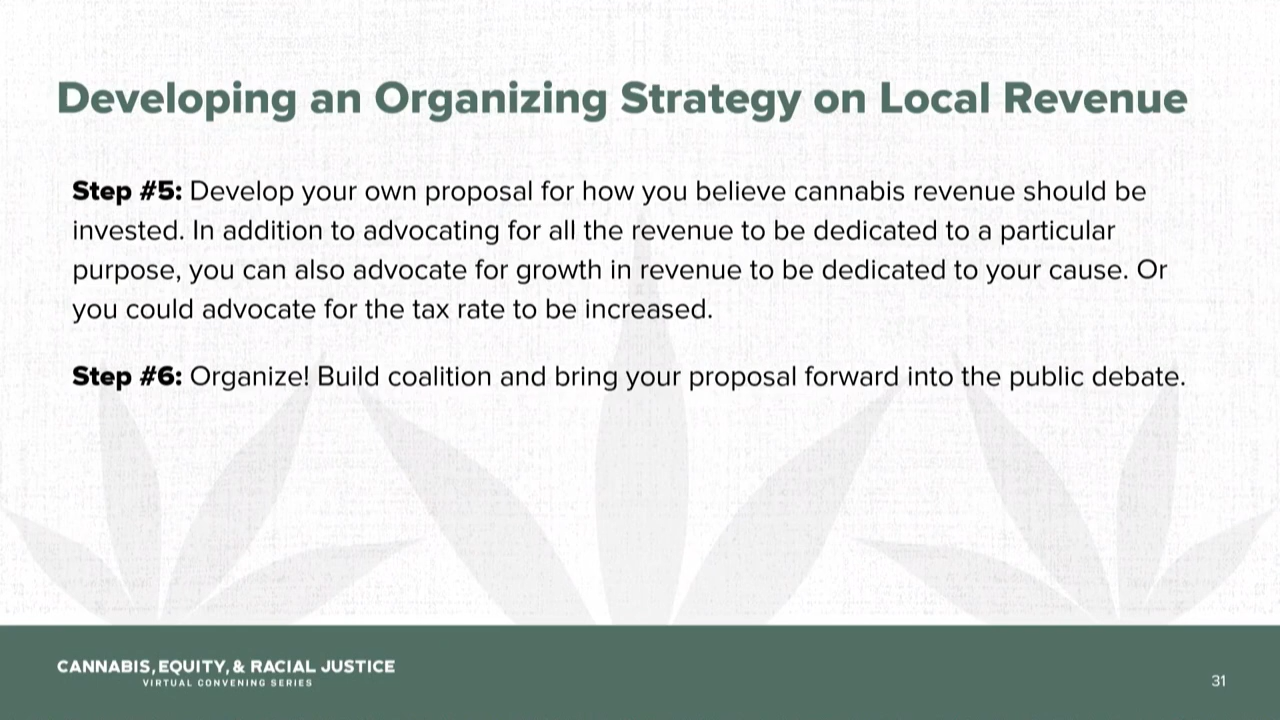 Developing an Organizing Strategy on Local Revenue
Step #5: Develop your own proposal for how you believe cannabis revenue should be
invested. In addition to advocating for all the revenue to be dedicated to a particular
purpose, you can also advocate for growth in revenue to be dedicated to your cause. Or
you could advocate for the tax rate to be increased.
Step #6: Organize! Build coalition and bring your proposal forward into the public debate.
CANNABIS, EQUITY, & RACIAL JUSTICE
VIRTUAL CONVENING SERIES
31